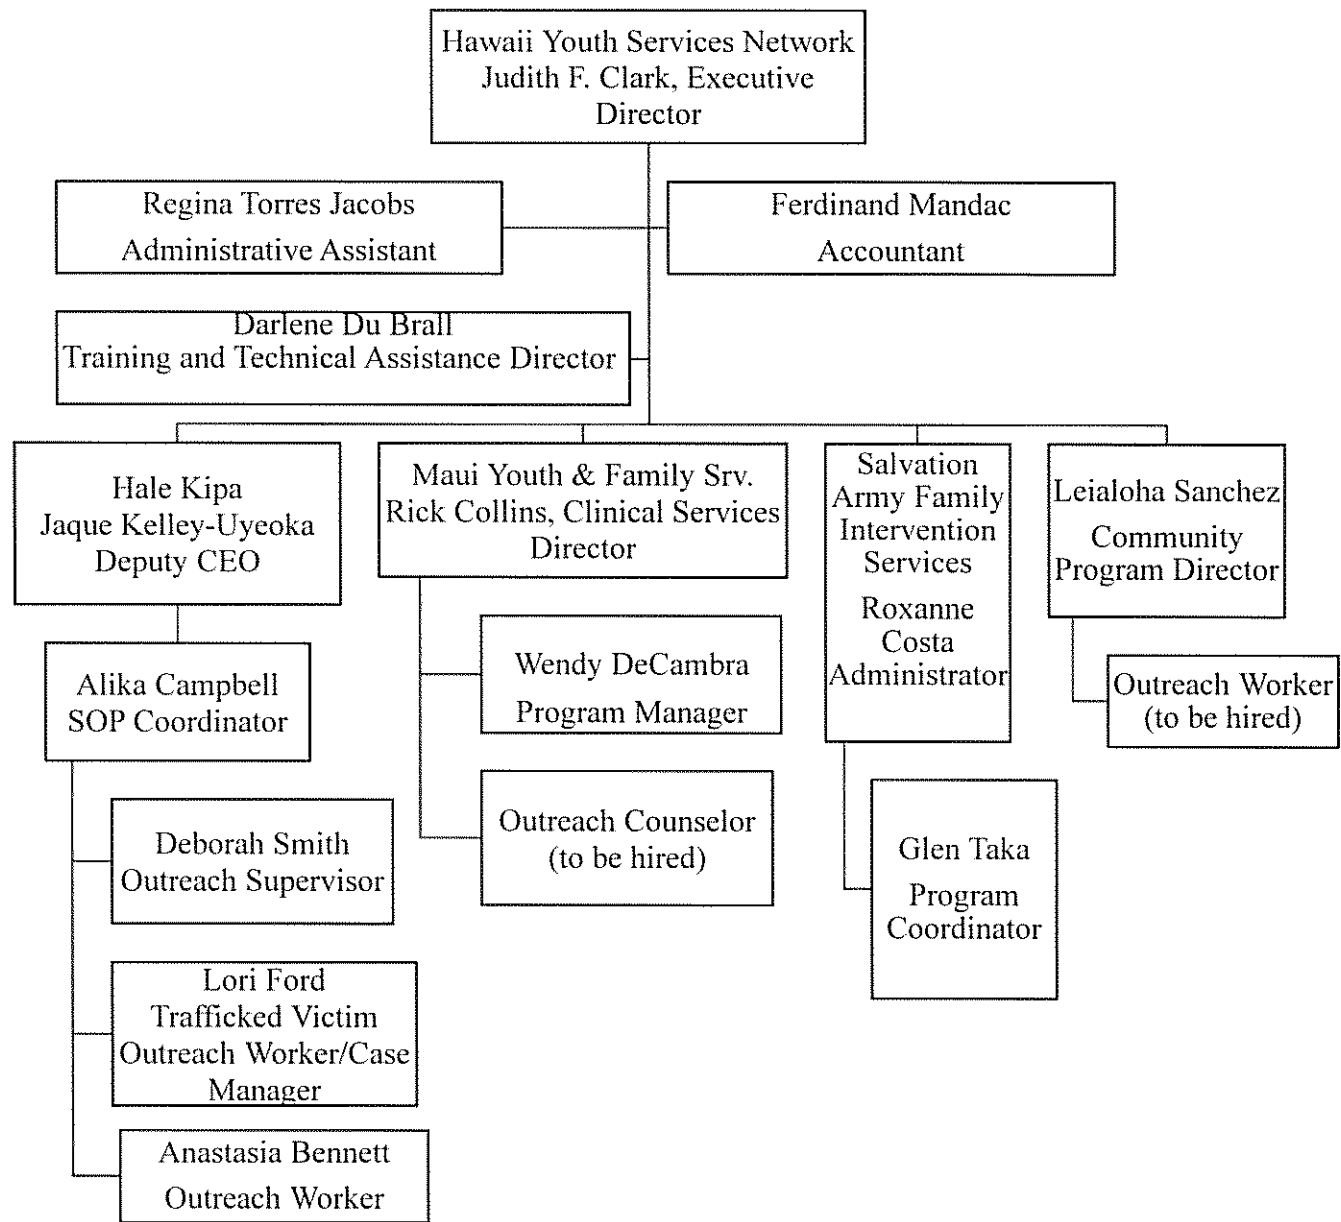 Hawaii Youth Services Network
Judith F. Clark, Executive
Director
Regina Torres Jacobs
Administrative Assistant
Ferdinand Mandac
Accountant
Darlene Du Brall
Training and Technical Assistance Director
Hale Kipa
Jaque Kelley-Uyeoka
Deputy CEO
Alika Campbell
SOP Coordinator
Deborah Smith
Outreach Supervisor
Lori Ford
Trafficked Victim
Outreach Worker/Case
Manager
Anastasia Bennett
Outreach Worker
Maui Youth & Family Srv.
Rick Collins, Clinical Services
Director
Wendy DeCambra
Program Manager
Outreach Counselor
(to be hired)
Salvation
Army Family
Intervention
Services
Roxanne
Costa
Administrator
Glen Taka
Program
Coordinator
Leialoha Sanchez
Community
Program Director
Outreach Worker
(to be hired)